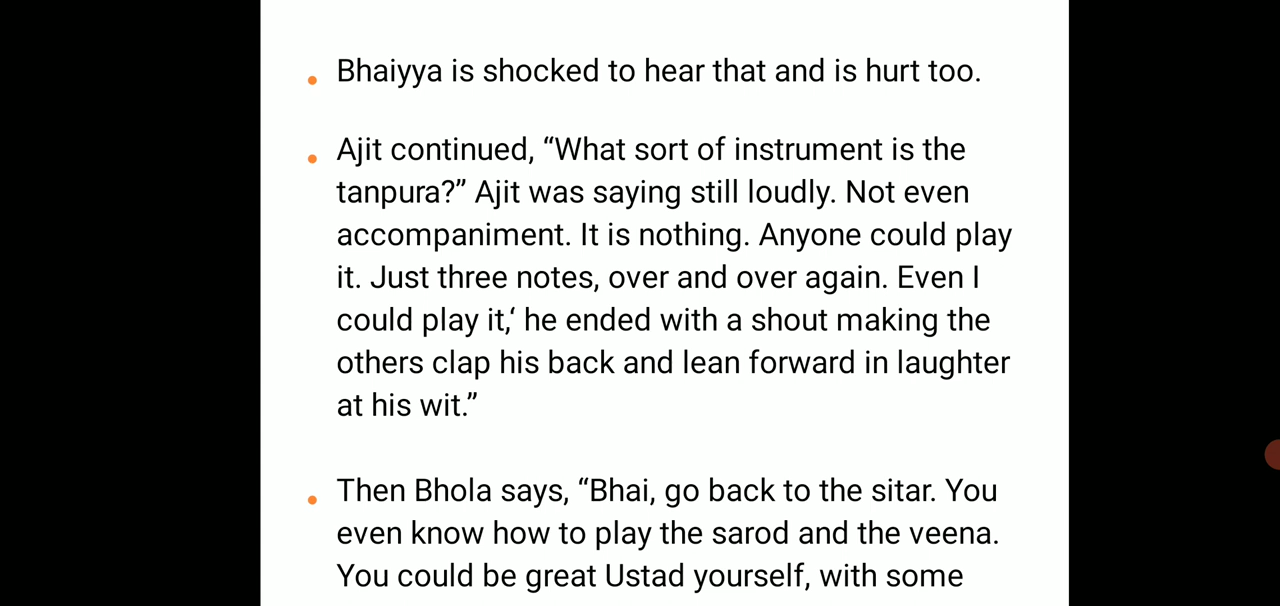 Bhaiyya is shocked to hear that and is hurt too.
Ajit continued, “What sort of instrument is the
tanpura?” Ajit was saying still loudly. Not even
accompaniment. It is nothing. Anyone could play
it. Just three notes, over and over again. Even I
could play it,‘ he ended with a shout making the
others clap his back and lean forward in laughter
at his wit.”
Then Bhola says, “Bhai, go back to the sitar. You
even know how to play the sarod and the veena.
You could be great Ustad yourself, with some